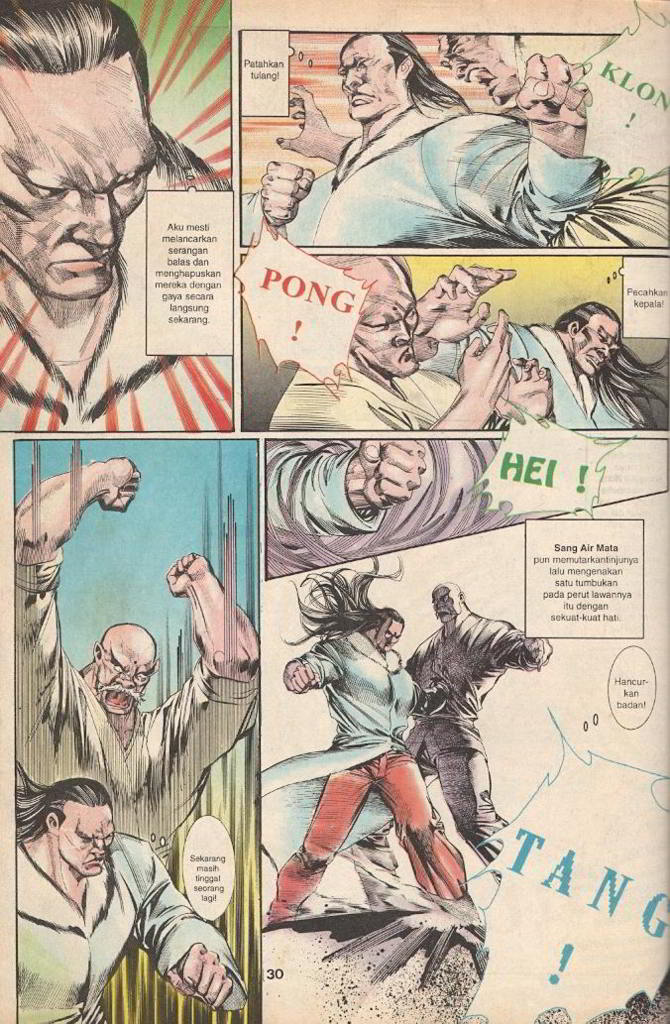 Aku mesti
melancarkan
serangan
balas dan
menghapuskan
mereka dengan
gaya secara
langsung
sekarang.
Patahkan
tulang!
KLON
!
PONG
!
Pecahkan
kepala!
HEI !
Sang Air Mata
pun memutarkantinjunya
lalu mengenakan
satu tumbukan
pada perut lawannya
itu dengan
sekuat-kuat hati.
Hancur-
kan
badan!
Sekarang
masih
tinggal
seorang
lagi!
TANG
!
30